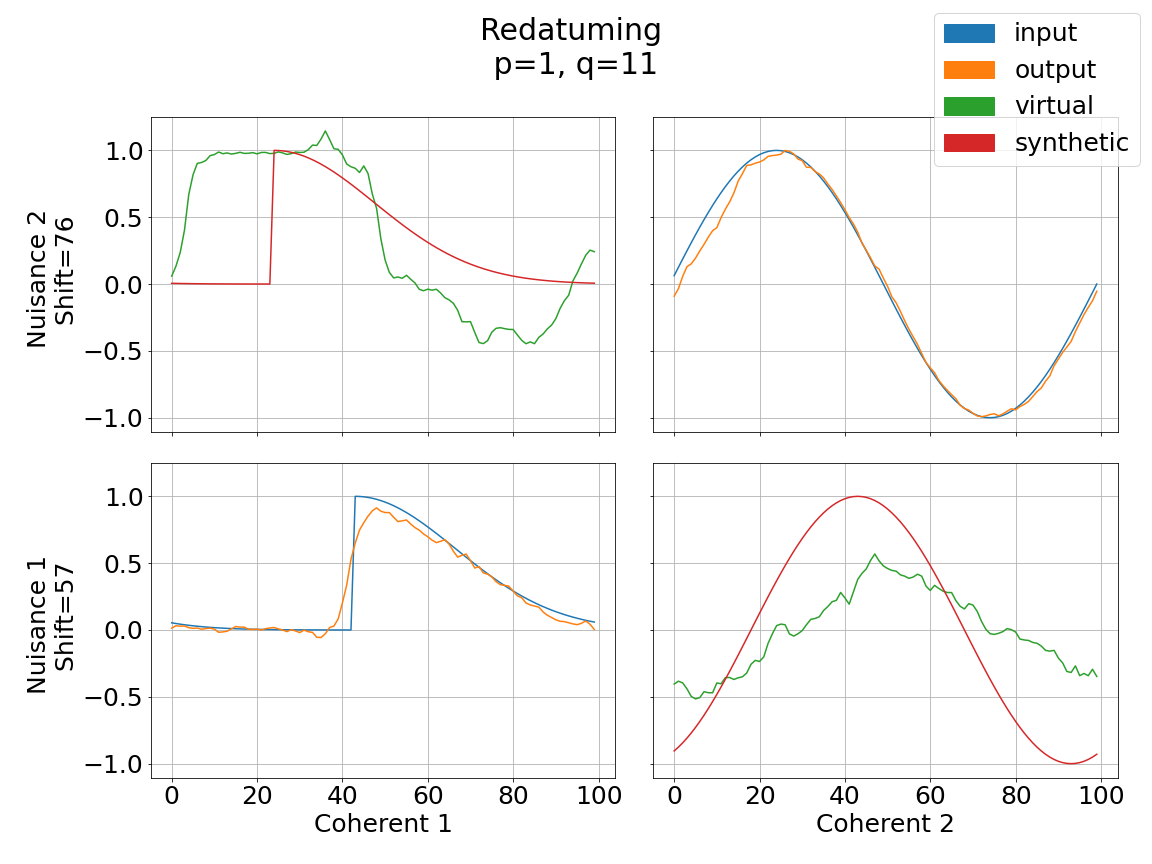 Redatuming
p=1, q=11
input
output
virtual
synthetic
Nuisance 2
Shift=76
1.0
0.5
0.0
−0.5
−1.0
Nuisance 1
Shift=57
1.0
0.5
0.0
−0.5
−1.0
0 20 40 60 80 100
Coherent 1
0 20 40 60 80 100
Coherent 2